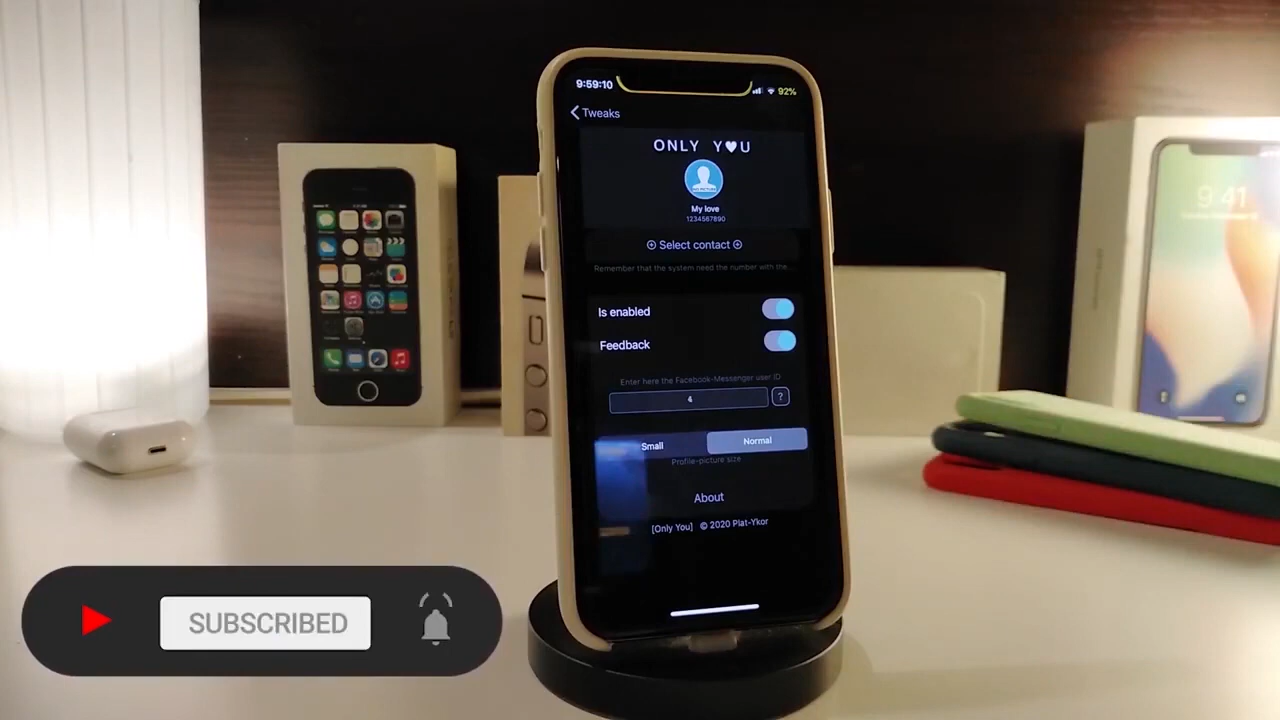 9:59:10
92%
Tweaks
ONLY Y♥U
My love
1234567890
⊕ Select contact ⊕
Remember that the system need the number with the...
Is enabled
Feedback
Enter here the Facebook-Messenger user ID
?
Small Normal
Profile-picture size
About
[Only You] © 2020 Plat-Ykor
9:41
SUBSCRIBED